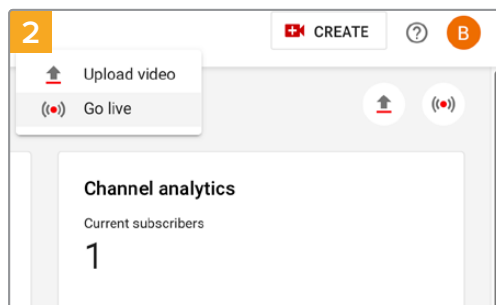 2
CREATE
?
B
Upload video
Go live
Channel analytics
Current subscribers
1